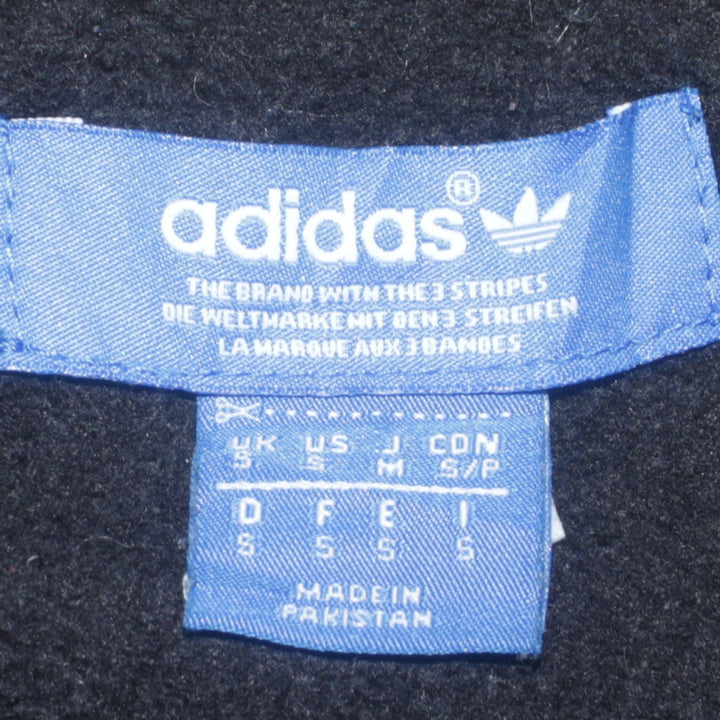 adidas®
THE BRAND WITH THE 3 STRIPES
DIE WELTMARKE MIT DEN 3 STREIFEN
LA MARQUE AUX 3 BANDES
UK US J CDN
S S M S/P
D F E I
S S S S
MADE IN
PAKISTAN